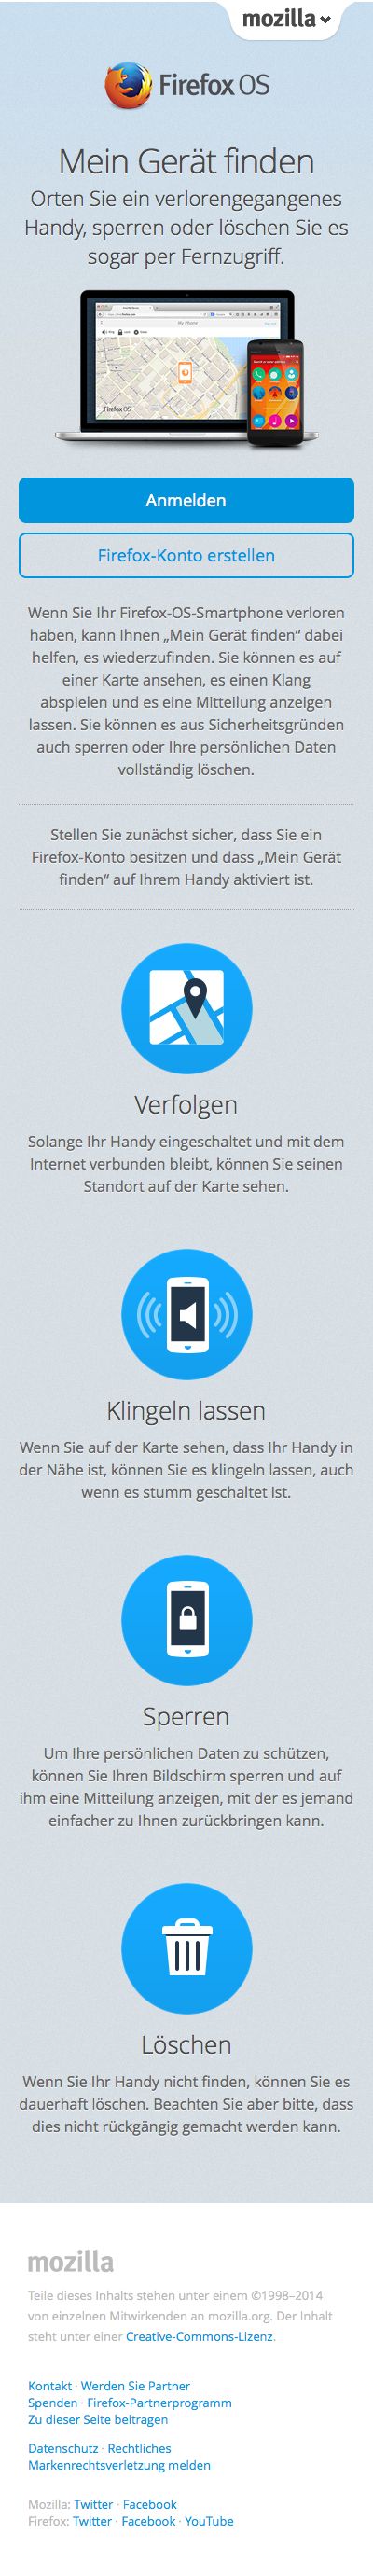 mozilla
Firefox OS
Mein Gerät finden
Orten Sie ein verlorengegangenes
Handy, sperren oder löschen Sie es
sogar per Fernzugriff.
My Phone
Firefox OS
Anmelden
Firefox-Konto erstellen
Wenn Sie Ihr Firefox-OS-Smartphone verloren
haben, kann Ihnen „Mein Gerät finden“ dabei
helfen, es wiederzufinden. Sie können es auf
einer Karte ansehen, es einen Klang
abspielen und es eine Mitteilung anzeigen
lassen. Sie können es aus Sicherheitsgründen
auch sperren oder Ihre persönlichen Daten
vollständig löschen.
Stellen Sie zunächst sicher, dass Sie ein
Firefox-Konto besitzen und dass „Mein Gerät
finden“ auf Ihrem Handy aktiviert ist.
Verfolgen
Solange Ihr Handy eingeschaltet und mit dem
Internet verbunden bleibt, können Sie seinen
Standort auf der Karte sehen.
Klingeln lassen
Wenn Sie auf der Karte sehen, dass Ihr Handy in
der Nähe ist, können Sie es klingeln lassen, auch
wenn es stumm geschaltet ist.
Sperren
Um Ihre persönlichen Daten zu schützen,
können Sie Ihren Bildschirm sperren und auf
ihm eine Mitteilung anzeigen, mit der es jemand
einfacher zu Ihnen zurückbringen kann.
Löschen
Wenn Sie Ihr Handy nicht finden, können Sie es
dauerhaft löschen. Beachten Sie aber bitte, dass
dies nicht rückgängig gemacht werden kann.
mozilla
Teile dieses Inhalts stehen unter einem ©1998–2014
von einzelnen Mitwirkenden an mozilla.org. Der Inhalt
steht unter einer Creative-Commons-Lizenz.
Kontakt · Werden Sie Partner
Spenden · Firefox-Partnerprogramm
Zu dieser Seite beitragen
Datenschutz · Rechtliches
Markenrechtsverletzung melden
Mozilla: Twitter · Facebook
Firefox: Twitter · Facebook · YouTube